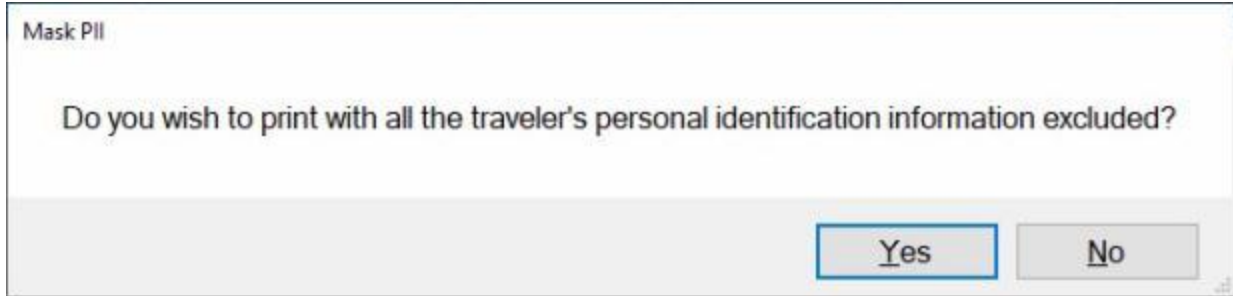 Mask PII
Do you wish to print with all the traveler's personal identification information excluded?
Yes
No